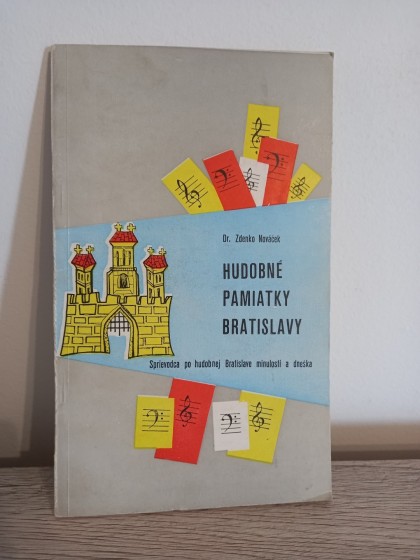 Dr. Zdenko Nováček
HUDOBNÉ
PAMIATKY
BRATISLAVY
Sprievodca po hudobnej Bratislave minulosti a dneška